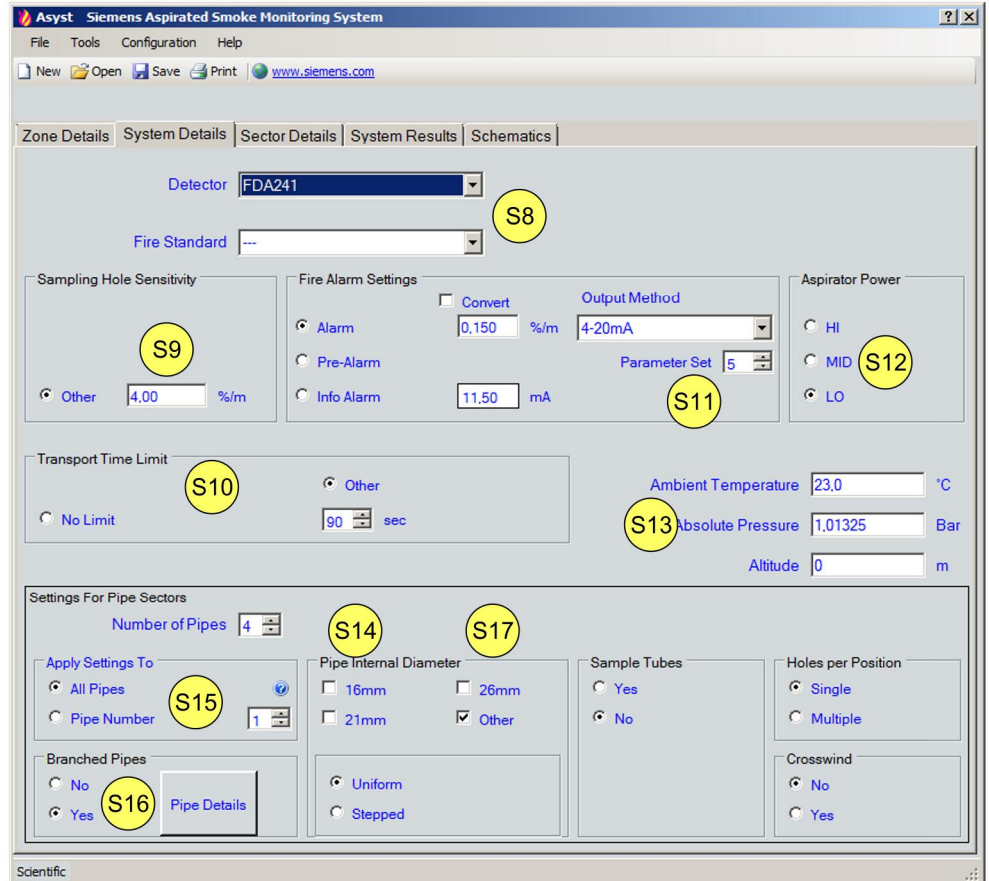 Asyst Siemens Aspirated Smoke Monitoring System
File Tools Configuration Help
New Open Save Print www.siemens.com
Zone Details System Details Sector Details System Results Schematics
Detector FDA241
S8
Fire Standard ---
Sampling Hole Sensitivity
S9
Other 4,00 %/m
Fire Alarm Settings
Convert Output Method
Alarm 0,150 %/m 4-20mA
Pre-Alarm Parameter Set 5
Info Alarm 11,50 mA S11
Aspirator Power
HI
MID S12
LO
Transport Time Limit
S10 Other
No Limit 90 sec
Ambient Temperature 23,0 °C
S13 Absolute Pressure 1,01325 Bar
Altitude 0 m
Settings For Pipe Sectors
Number of Pipes 4 S14 S17
Apply Settings To
All Pipes ?
S15
Pipe Number 1
Pipe Internal Diameter
16mm 26mm
21mm Other
Sample Tubes
Yes
No
Holes per Position
Single
Multiple
Branched Pipes
No
S16 Pipe Details
Yes
Uniform
Stepped
Crosswind
No
Yes
Scientific